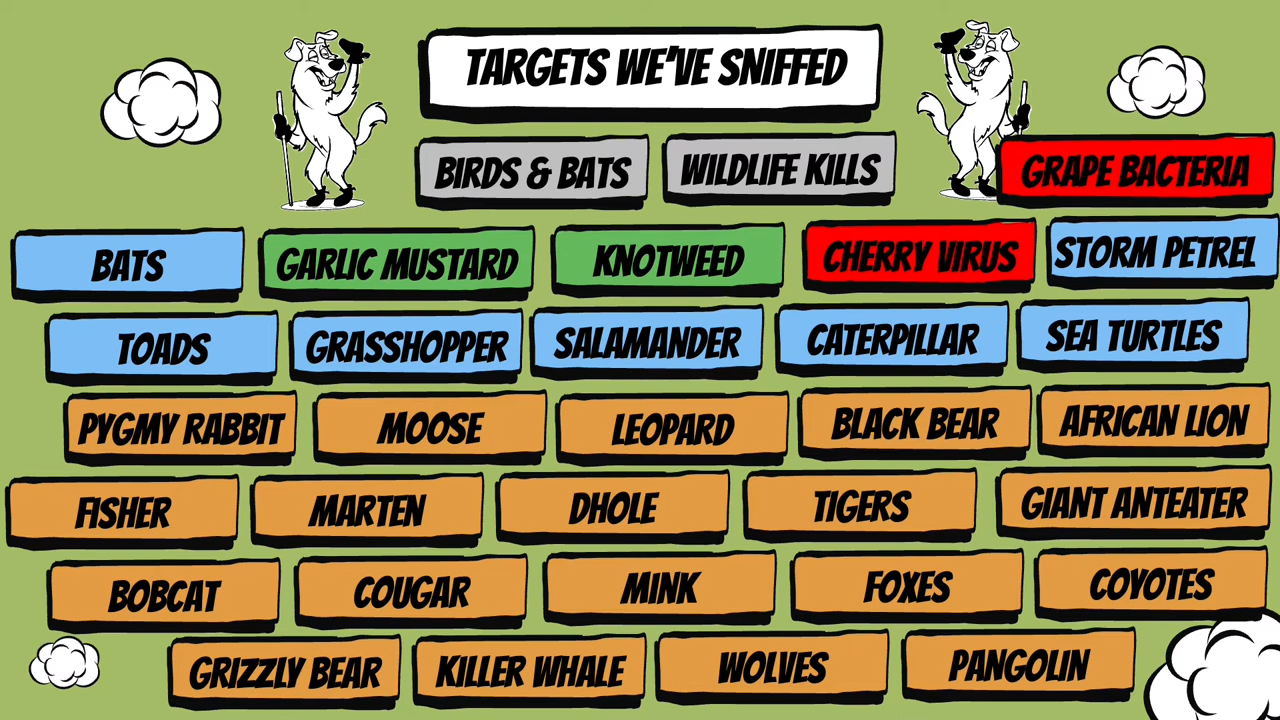 TARGETS WE'VE SNIFFED
BIRDS & BATS
WILDLIFE KILLS
GRAPE BACTERIA
BATS
GARLIC MUSTARD
KNOTWEED
CHERRY VIRUS
STORM PETREL
TOADS
GRASSHOPPER
SALAMANDER
CATERPILLAR
SEA TURTLES
PYGMY RABBIT
MOOSE
LEOPARD
BLACK BEAR
AFRICAN LION
FISHER
MARTEN
DHOLE
TIGERS
GIANT ANTEATER
BOBCAT
COUGAR
MINK
FOXES
COYOTES
GRIZZLY BEAR
KILLER WHALE
WOLVES
PANGOLIN